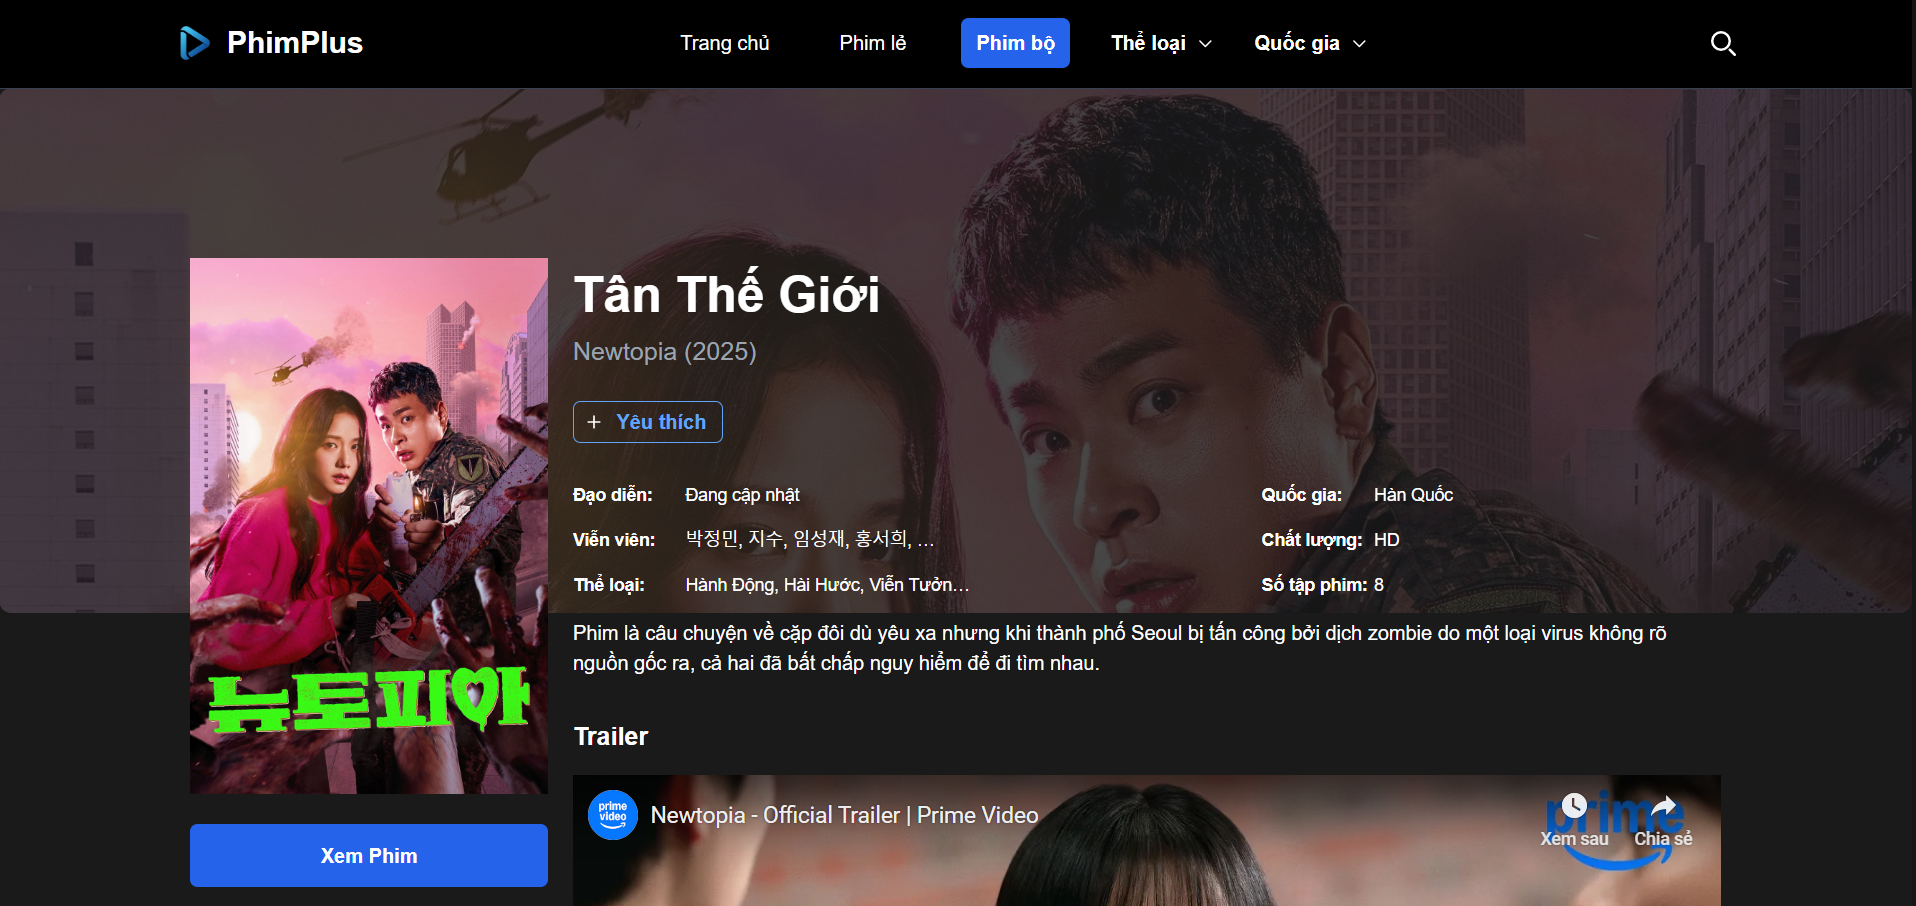 PhimPlus
Trang chủ
Phim lẻ
Phim bộ
Thể loại
Quốc gia
Tân Thế Giới
Newtopia (2025)
+ Yêu thích
Đạo diễn: Đang cập nhật
Quốc gia: Hàn Quốc
Viễn viên: 박정민, 지수, 임성재, 홍서희, ...
Chất lượng: HD
Thể loại: Hành Động, Hài Hước, Viễn Tưởn...
Số tập phim: 8
Phim là câu chuyện về cặp đôi dù yêu xa nhưng khi thành phố Seoul bị tấn công bởi dịch zombie do một loại virus không rõ
nguồn gốc ra, cả hai đã bất chấp nguy hiểm để đi tìm nhau.
뉴토피아
Xem Phim
Trailer
prime
video
Newtopia - Official Trailer | Prime Video
prime
Xem sau
Chia sẻ